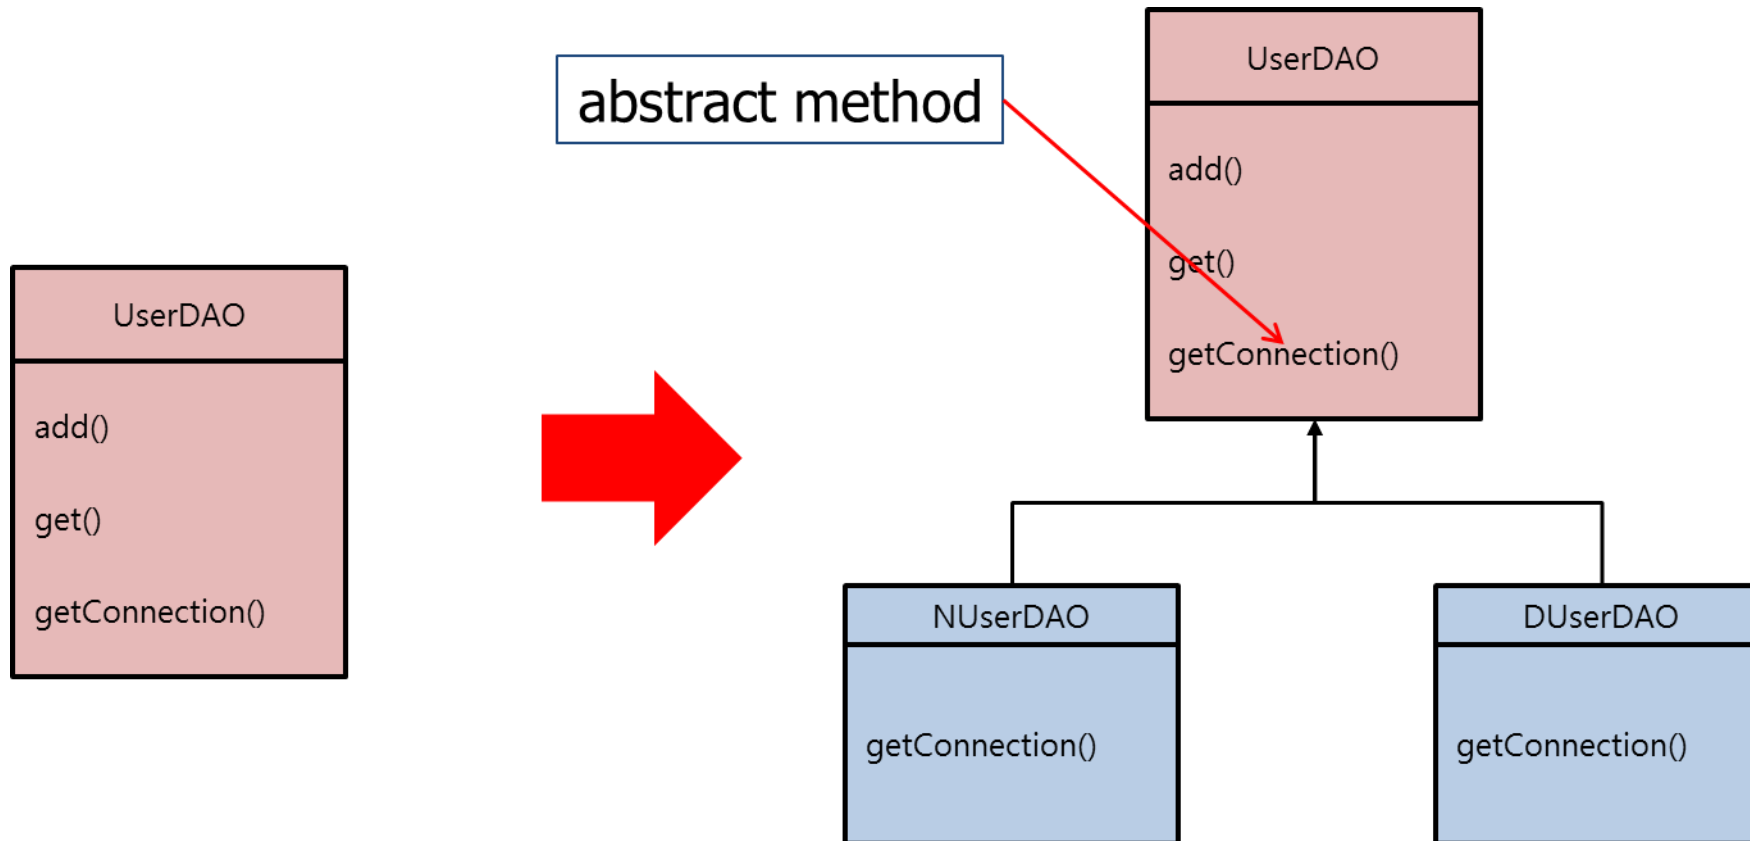 UserDAO
add()
get()
getConnection()
abstract method
UserDAO
add()
get()
getConnection()
NUserDAO
getConnection()
DUserDAO
getConnection()